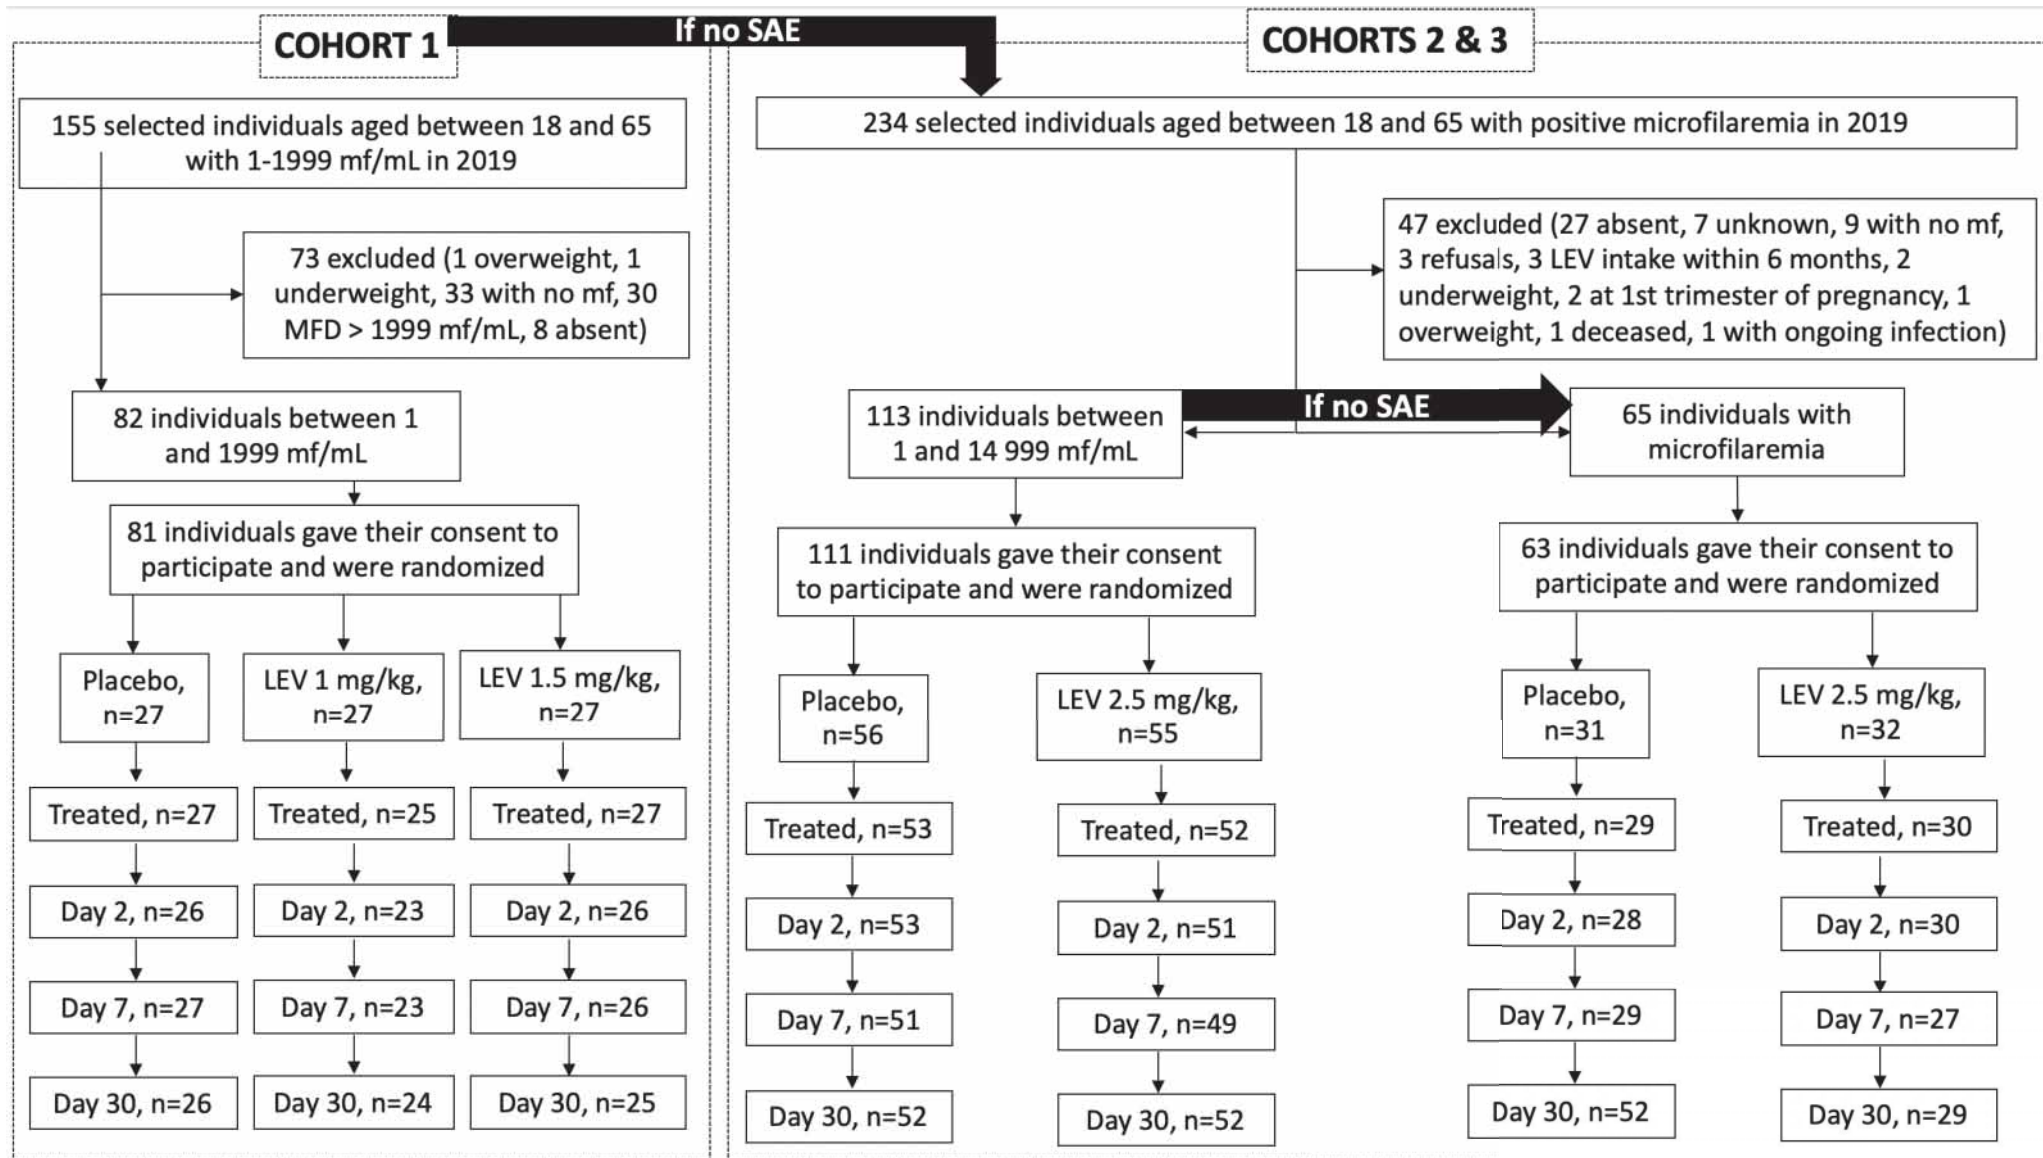 COHORT 1
If no SAE
COHORTS 2 & 3
155 selected individuals aged between 18 and 65
with 1-1999 mf/mL in 2019
73 excluded (1 overweight, 1
underweight, 33 with no mf, 30
MFD > 1999 mf/mL, 8 absent)
82 individuals between 1
and 1999 mf/mL
81 individuals gave their consent to
participate and were randomized
Placebo,
n=27
LEV 1 mg/kg,
n=27
LEV 1.5 mg/kg,
n=27
Treated, n=27
Treated, n=25
Treated, n=27
Day 2, n=26
Day 2, n=23
Day 2, n=26
Day 7, n=27
Day 7, n=23
Day 7, n=26
Day 30, n=26
Day 30, n=24
Day 30, n=25
234 selected individuals aged between 18 and 65 with positive microfilaremia in 2019
47 excluded (27 absent, 7 unknown, 9 with no mf,
3 refusals, 3 LEV intake within 6 months, 2
underweight, 2 at 1st trimester of pregnancy, 1
overweight, 1 deceased, 1 with ongoing infection)
113 individuals between
1 and 14 999 mf/mL
If no SAE
65 individuals with
microfilaremia
111 individuals gave their consent
to participate and were randomized
63 individuals gave their consent to
participate and were randomized
Placebo,
n=56
LEV 2.5 mg/kg,
n=55
Placebo,
n=31
LEV 2.5 mg/kg,
n=32
Treated, n=53
Treated, n=52
Treated, n=29
Treated, n=30
Day 2, n=53
Day 2, n=51
Day 2, n=28
Day 2, n=30
Day 7, n=51
Day 7, n=49
Day 7, n=29
Day 7, n=27
Day 30, n=52
Day 30, n=52
Day 30, n=52
Day 30, n=29